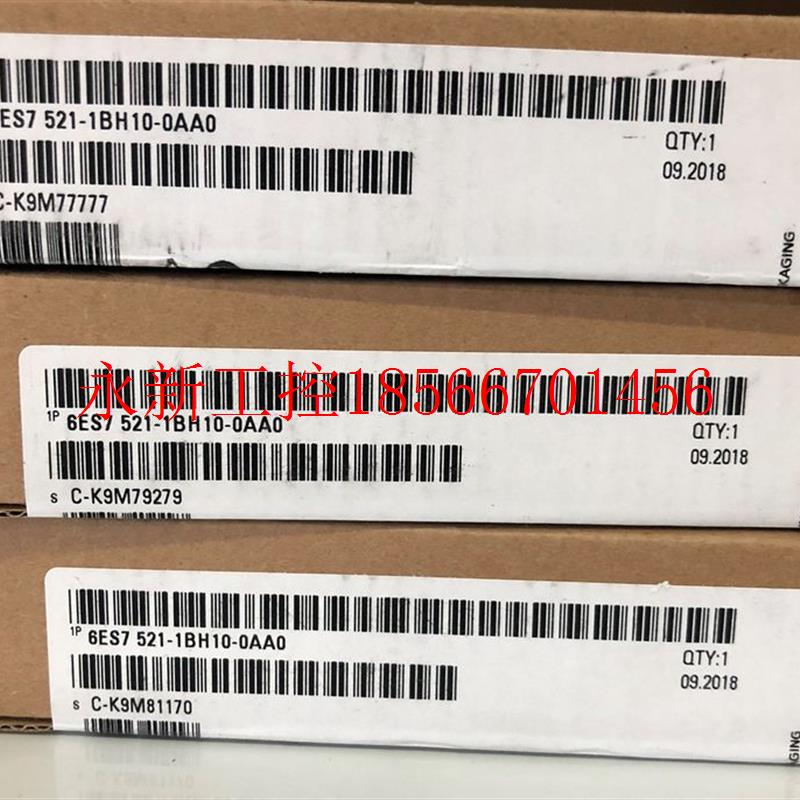 6ES7 521-1BH10-0AA0
QTY:1
09.2018
C-K9M77777
KAGING
永新工控18566701456
1P 6ES7 521-1BH10-0AA0
QTY:1
09.2018
S C-K9M79279
1P 6ES7 521-1BH10-0AA0
QTY:1
09.2018
S C-K9M81170
AGING